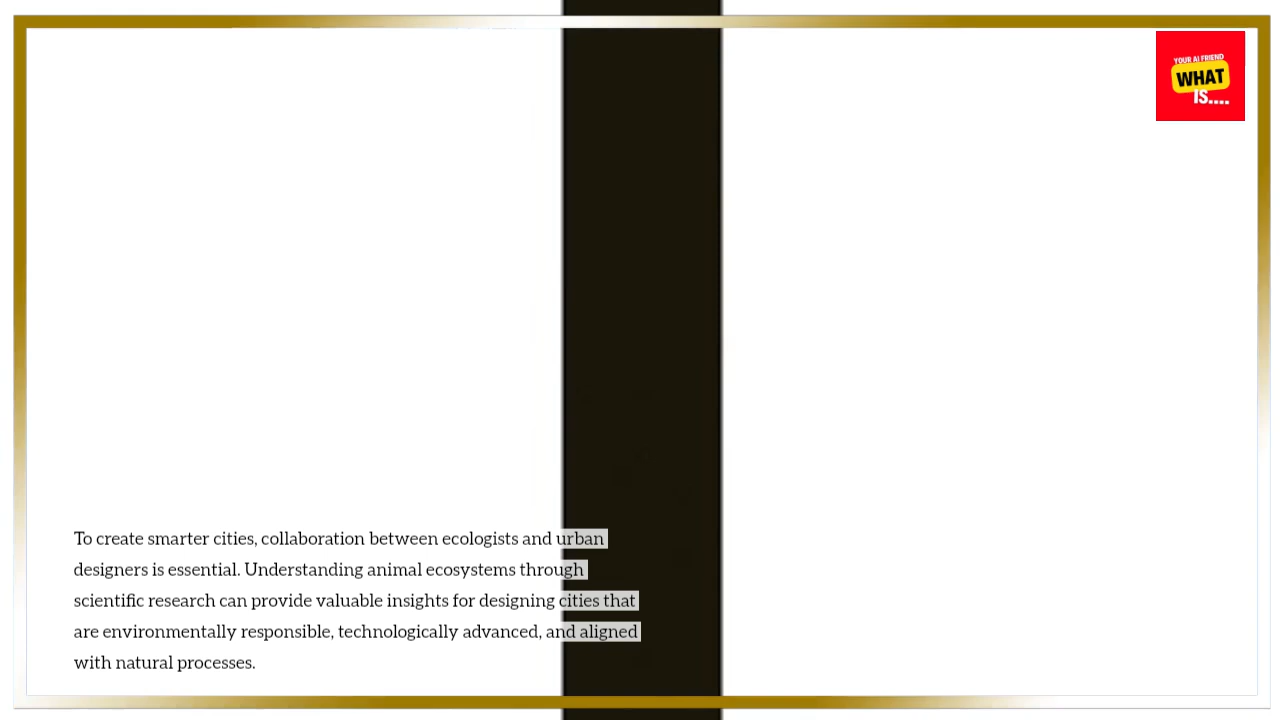 YOUR AI FRIEND
WHAT
IS....
To create smarter cities, collaboration between ecologists and urban
designers is essential. Understanding animal ecosystems through
scientific research can provide valuable insights for designing cities that
are environmentally responsible, technologically advanced, and aligned
with natural processes.